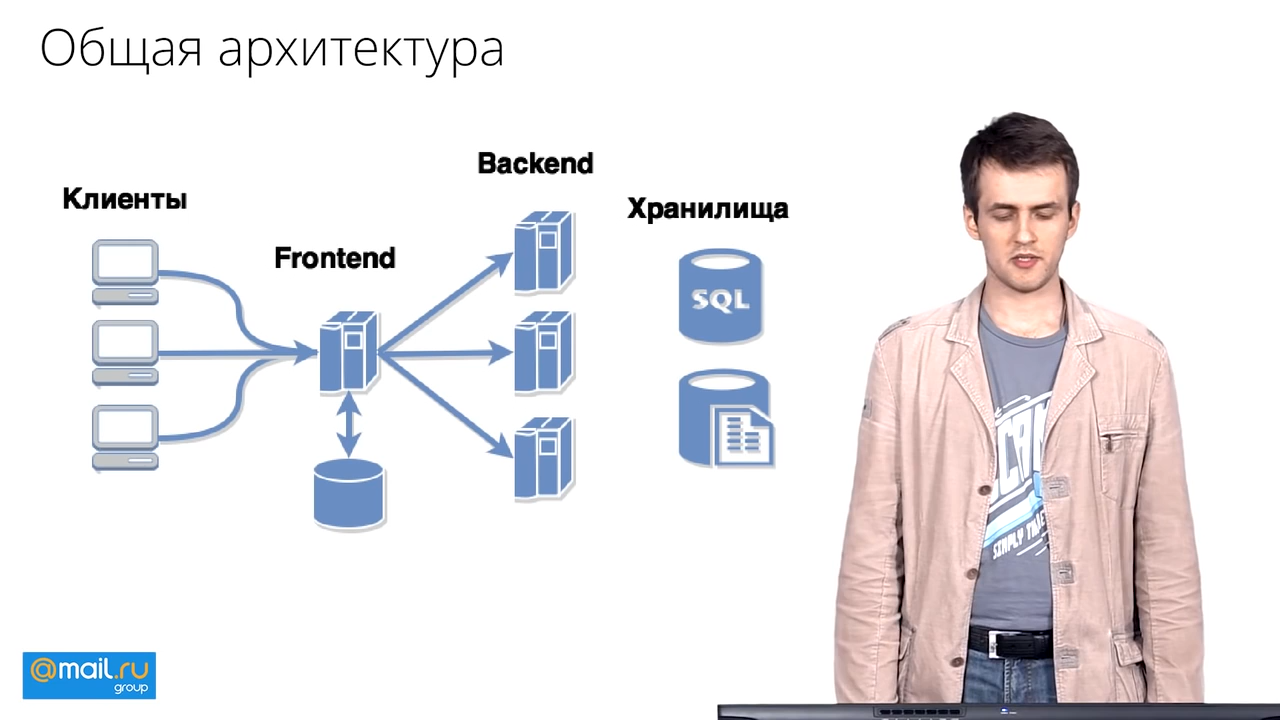 Общая архитектура
Backend
Клиенты
Хранилища
Frontend
SQL
@mail.ru
group